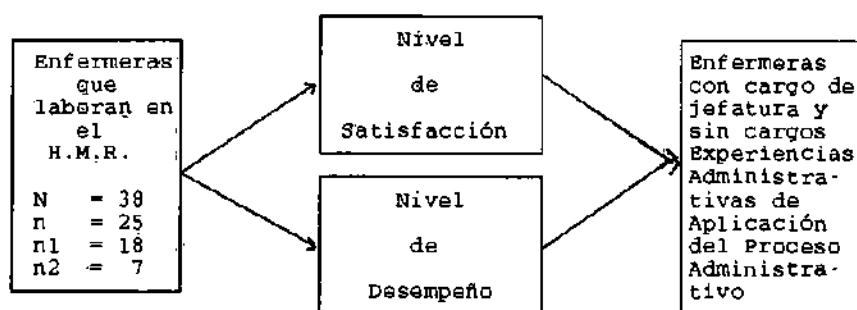 Enfermeras
que
laboran en
el
H.M.R.
N = 38
n = 25
n1 = 18
n2 = 7
Nivel
de
Satisfacción
Nivel
de
Desempeño
Enfermeras
con cargo de
jefatura y
sin cargos
Experiencias
Administra-
tivas de
Aplicación
del Proceso
Administra-
tivo